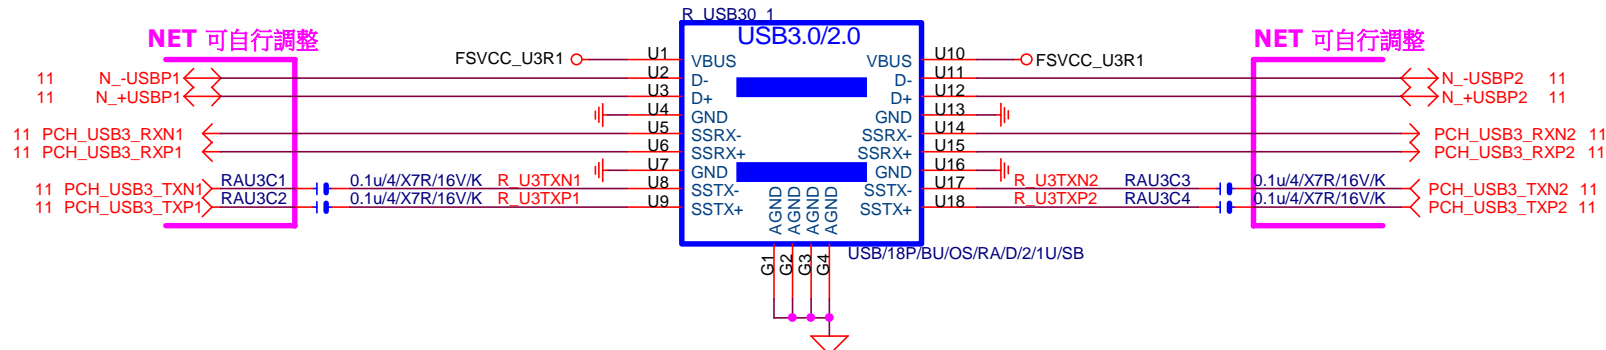 R_USB30_1
USB3.0/2.0
NET 可自行調整
NET 可自行調整
FSVCC_U3R1 U1 VBUS VBUS U10 FSVCC_U3R1
11 N_-USBP1 U2 D- D- U11 N_-USBP2 11
11 N_+USBP1 U3 D+ D+ U12 N_+USBP2 11
U4 GND GND U13
11 PCH_USB3_RXN1 U5 SSRX- SSRX- U14 PCH_USB3_RXN2 11
11 PCH_USB3_RXP1 U6 SSRX+ SSRX+ U15 PCH_USB3_RXP2 11
U7 GND GND U16
11 PCH_USB3_TXN1 RAU3C1 0.1u/4/X7R/16V/K R_U3TXN1 U8 SSTX- SSTX- U17 R_U3TXN2 RAU3C3 0.1u/4/X7R/16V/K PCH_USB3_TXN2 11
11 PCH_USB3_TXP1 RAU3C2 0.1u/4/X7R/16V/K R_U3TXP1 U9 SSTX+ SSTX+ U18 R_U3TXP2 RAU3C4 0.1u/4/X7R/16V/K PCH_USB3_TXP2 11
AGND AGND AGND AGND
G1 G2 G3 G4
USB/18P/BU/OS/RA/D/2/1U/SB